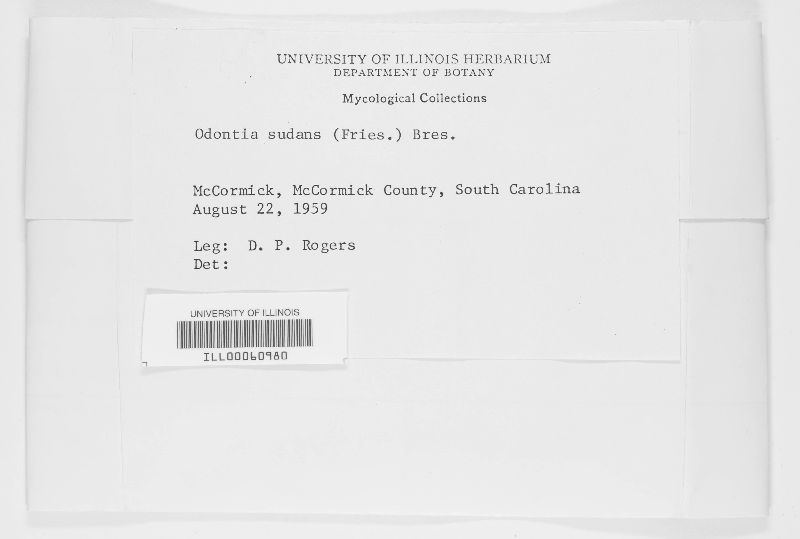 UNIVERSITY OF ILLINOIS HERBARIUM
DEPARTMENT OF BOTANY
Mycological Collections
Odontia sudans (Fries.) Bres.
McCormick, McCormick County, South Carolina
August 22, 1959
Leg: D. P. Rogers
Det:
UNIVERSITY OF ILLINOIS
ILL00060980